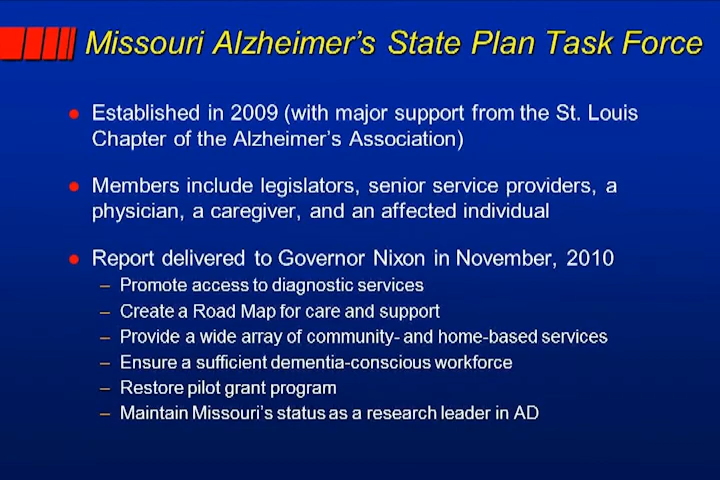 Missouri Alzheimer's State Plan Task Force
● Established in 2009 (with major support from the St. Louis
Chapter of the Alzheimer's Association)
● Members include legislators, senior service providers, a
physician, a caregiver, and an affected individual
● Report delivered to Governor Nixon in November, 2010
– Promote access to diagnostic services
– Create a Road Map for care and support
– Provide a wide array of community- and home-based services
– Ensure a sufficient dementia-conscious workforce
– Restore pilot grant program
– Maintain Missouri's status as a research leader in AD